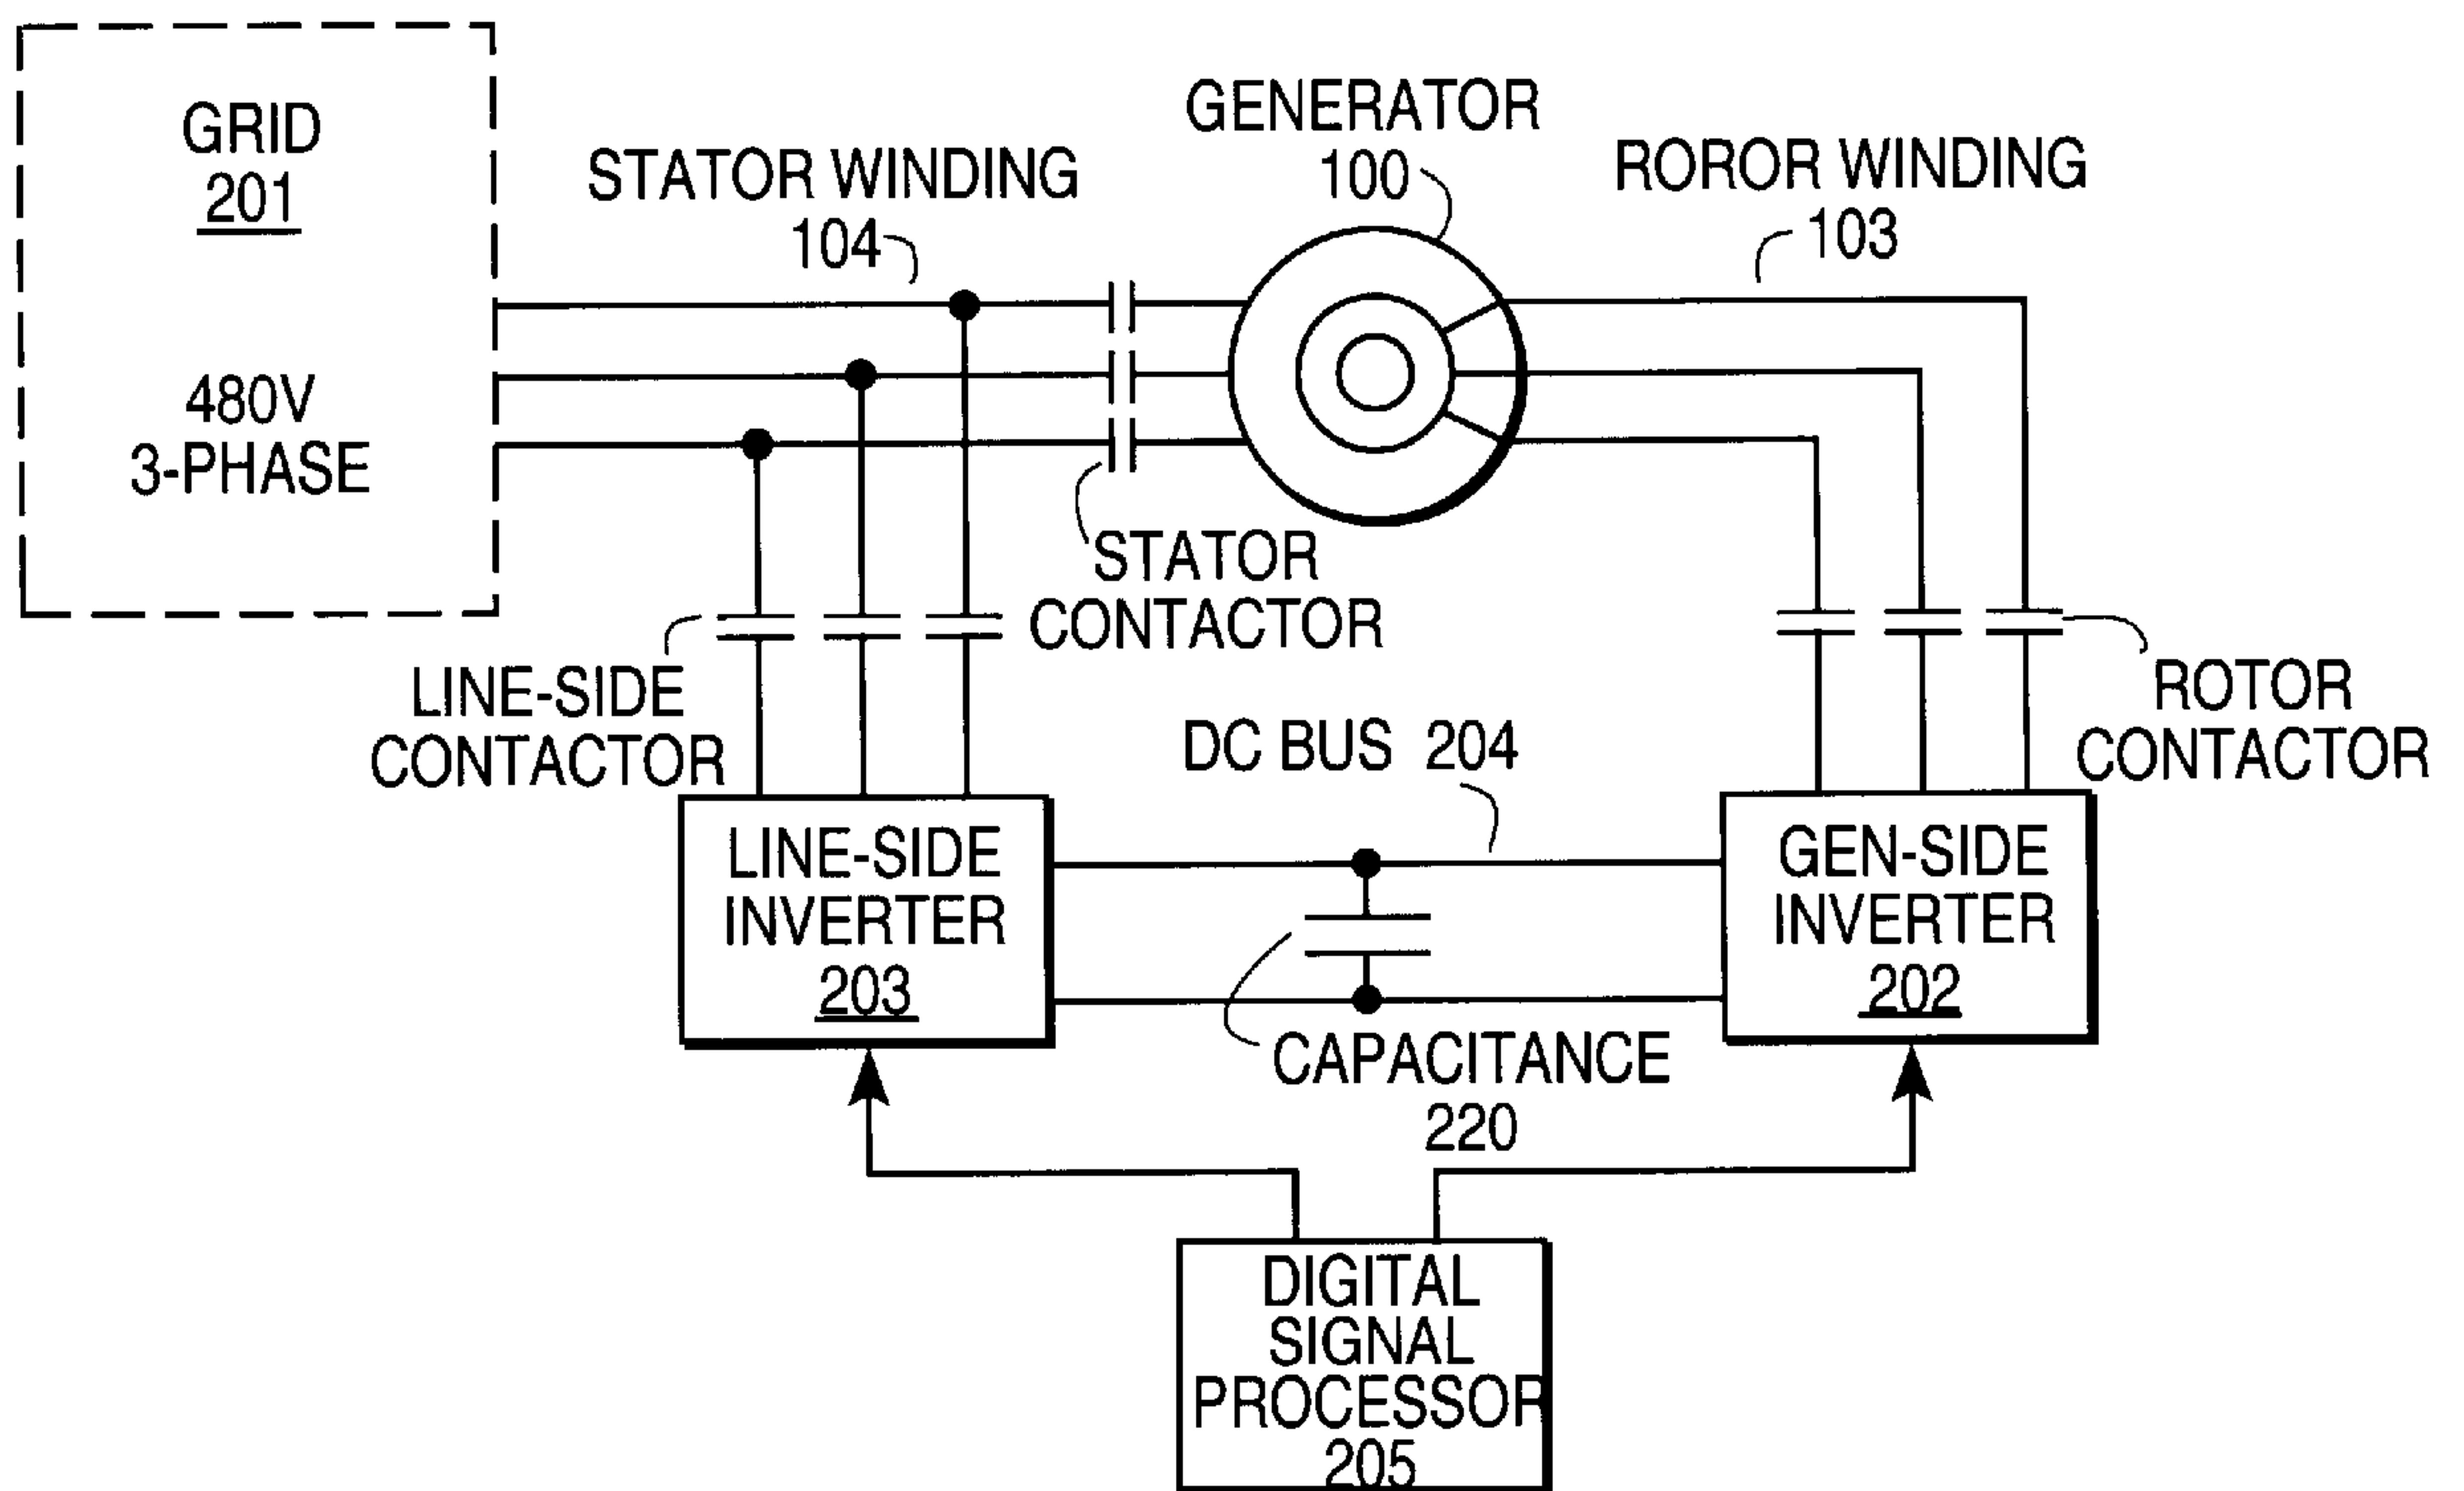 GRID
201
480V
3-PHASE
STATOR WINDING
104
GENERATOR
100
ROROR WINDING
103
STATOR
CONTACTOR
LINE-SIDE
CONTACTOR
ROTOR
CONTACTOR
DC BUS 204
LINE-SIDE
INVERTER
203
GEN-SIDE
INVERTER
202
CAPACITANCE
220
DIGITAL
SIGNAL
PROCESSOR
205